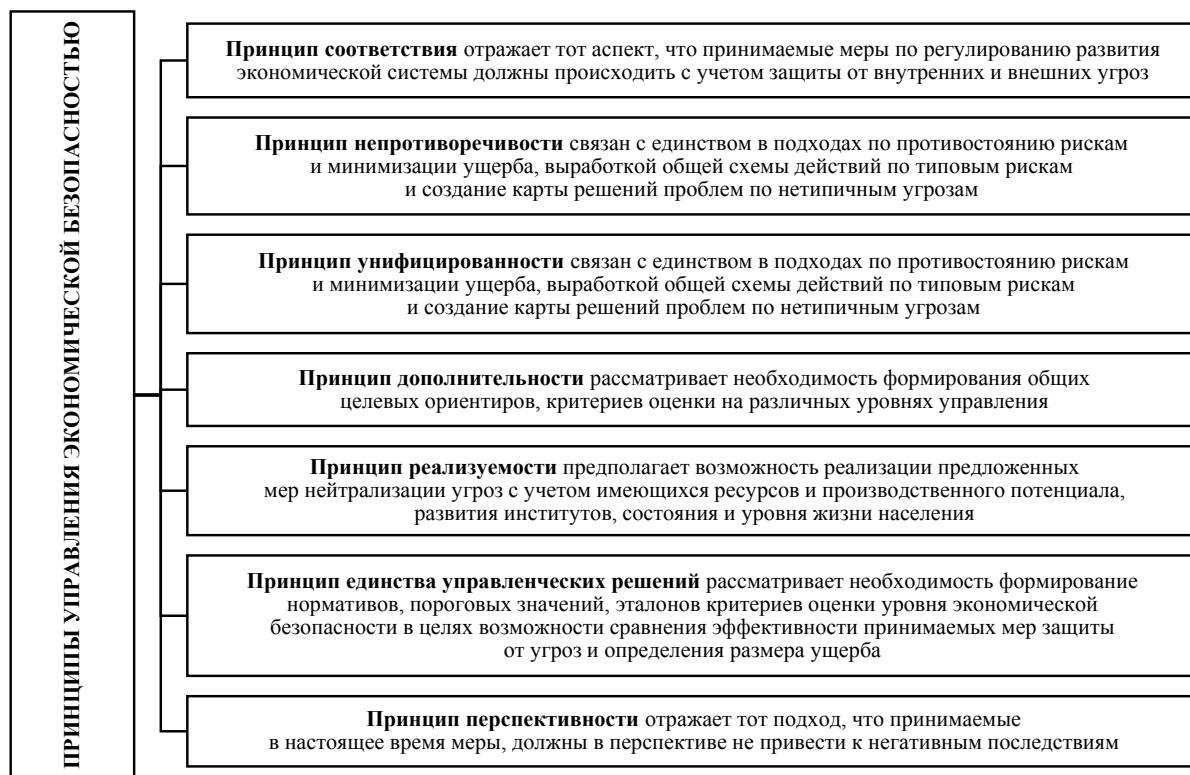 ПРИНЦИПЫ УПРАВЛЕНИЯ ЭКОНОМИЧЕСКОЙ БЕЗОПАСНОСТЬЮ
Принцип соответствия отражает тот аспект, что принимаемые меры по регулированию развития
экономической системы должны происходить с учетом защиты от внутренних и внешних угроз
Принцип непротиворечивости связан с единством в подходах по противостоянию рискам
и минимизации ущерба, выработкой общей схемы действий по типовым рискам
и создание карты решений проблем по нетипичным угрозам
Принцип унифицированности связан с единством в подходах по противостоянию рискам
и минимизации ущерба, выработкой общей схемы действий по типовым рискам
и создание карты решений проблем по нетипичным угрозам
Принцип дополнительности рассматривает необходимость формирования общих
целевых ориентиров, критериев оценки на различных уровнях управления
Принцип реализуемости предполагает возможность реализации предложенных
мер нейтрализации угроз с учетом имеющихся ресурсов и производственного потенциала,
развития институтов, состояния и уровня жизни населения
Принцип единства управленческих решений рассматривает необходимость формирование
нормативов, пороговых значений, эталонов критериев оценки уровня экономической
безопасности в целях возможности сравнения эффективности принимаемых мер защиты
от угроз и определения размера ущерба
Принцип перспективности отражает тот подход, что принимаемые
в настоящее время меры, должны в перспективе не привести к негативным последствиям